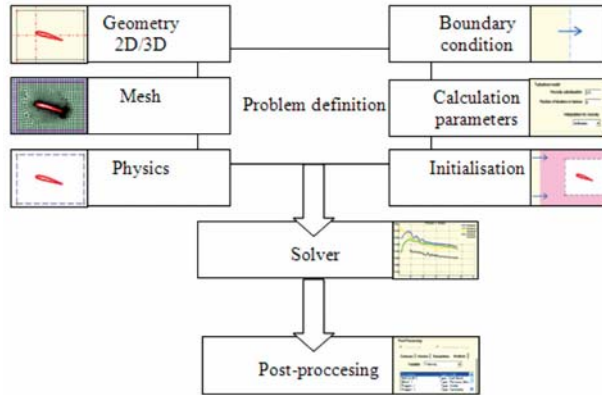 Geometry
2D/3D
Boundary
condition
Mesh
Problem definition
Calculation
parameters
Physics
Initialisation
Solver
Post-proccesing